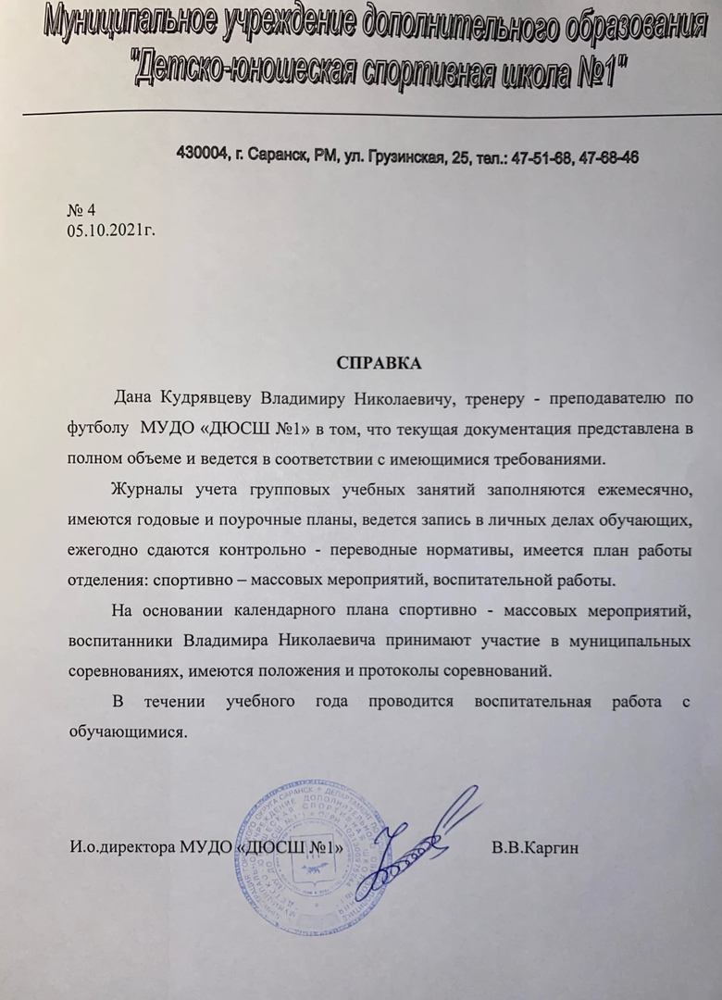 Муниципальное учреждение дополнительного образования
"Детско-юношеская спортивная школа №1"
430004, г. Саранск, РМ, ул. Грузинская, 25, тел.: 47-51-68, 47-68-46
№ 4
05.10.2021г.
СПРАВКА
Дана Кудрявцеву Владимиру Николаевичу, тренеру - преподавателю по
футболу МУДО «ДЮСШ №1» в том, что текущая документация представлена в
полном объеме и ведется в соответствии с имеющимися требованиями.
Журналы учета групповых учебных занятий заполняются ежемесячно,
имеются годовые и поурочные планы, ведется запись в личных делах обучающих,
ежегодно сдаются контрольно - переводные нормативы, имеется план работы
отделения: спортивно – массовых мероприятий, воспитательной работы.
На основании календарного плана спортивно - массовых мероприятий,
воспитанники Владимира Николаевича принимают участие в муниципальных
соревнованиях, имеются положения и протоколы соревнований.
В течении учебного года проводится воспитательная работа с
обучающимися.
И.о.директора МУДО «ДЮСШ №1»
В.В.Каргин